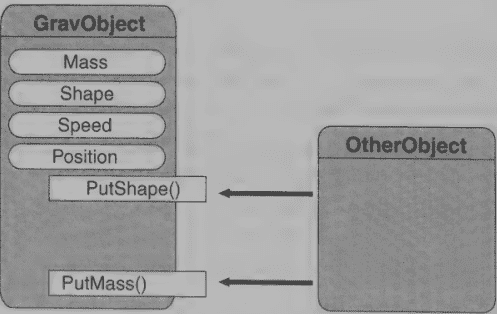 GravObject
Mass
Shape
Speed
Position
PutShape()
OtherObject
PutMass()